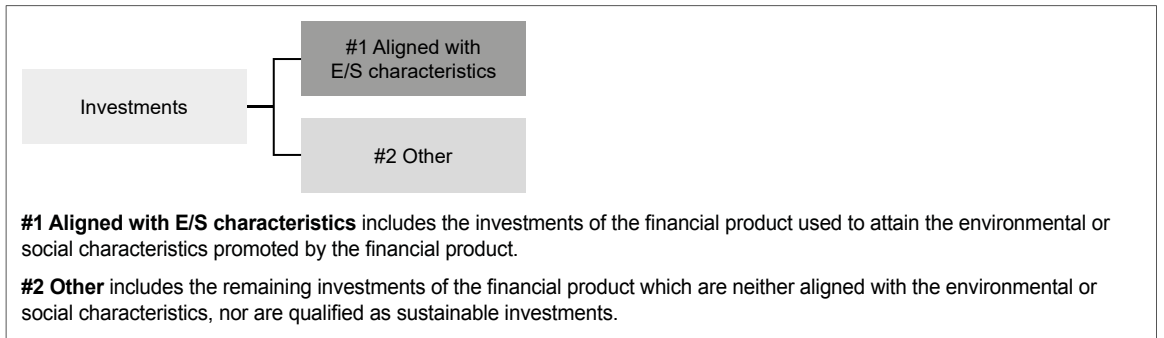 #1 Aligned with
E/S characteristics
Investments
#2 Other
#1 Aligned with E/S characteristics includes the investments of the financial product used to attain the environmental or
social characteristics promoted by the financial product.
#2 Other includes the remaining investments of the financial product which are neither aligned with the environmental or
social characteristics, nor are qualified as sustainable investments.